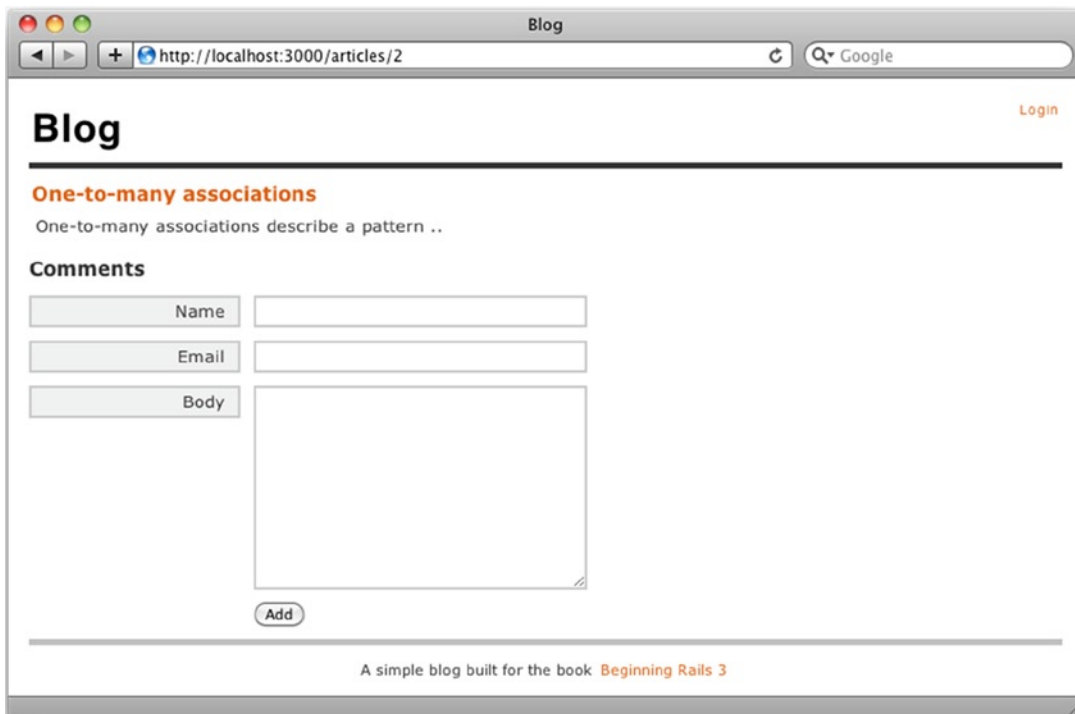 Blog
http://localhost:3000/articles/2
Google
Login
Blog
One-to-many associations
One-to-many associations describe a pattern ..
Comments
Name
Email
Body
Add
A simple blog built for the book Beginning Rails 3